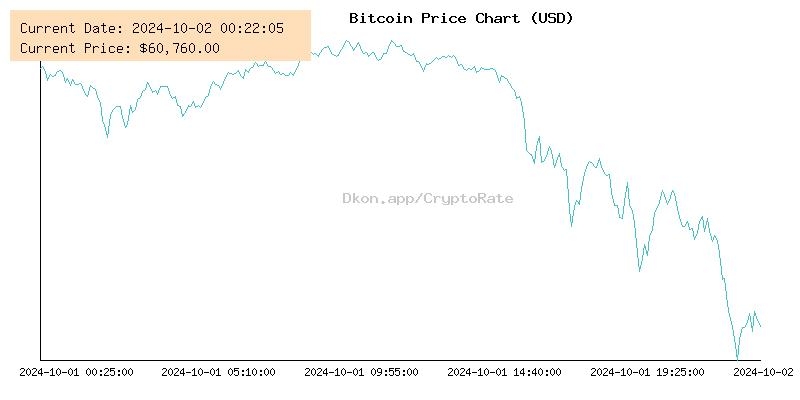 Bitcoin Price Chart (USD)
Current Date: 2024-10-02 00:22:05
Current Price: $60,760.00
Dkon.app/CryptoRate
2024-10-01 00:25:00 2024-10-01 05:10:00 2024-10-01 09:55:00 2024-10-01 14:40:00 2024-10-01 19:25:00 2024-10-02